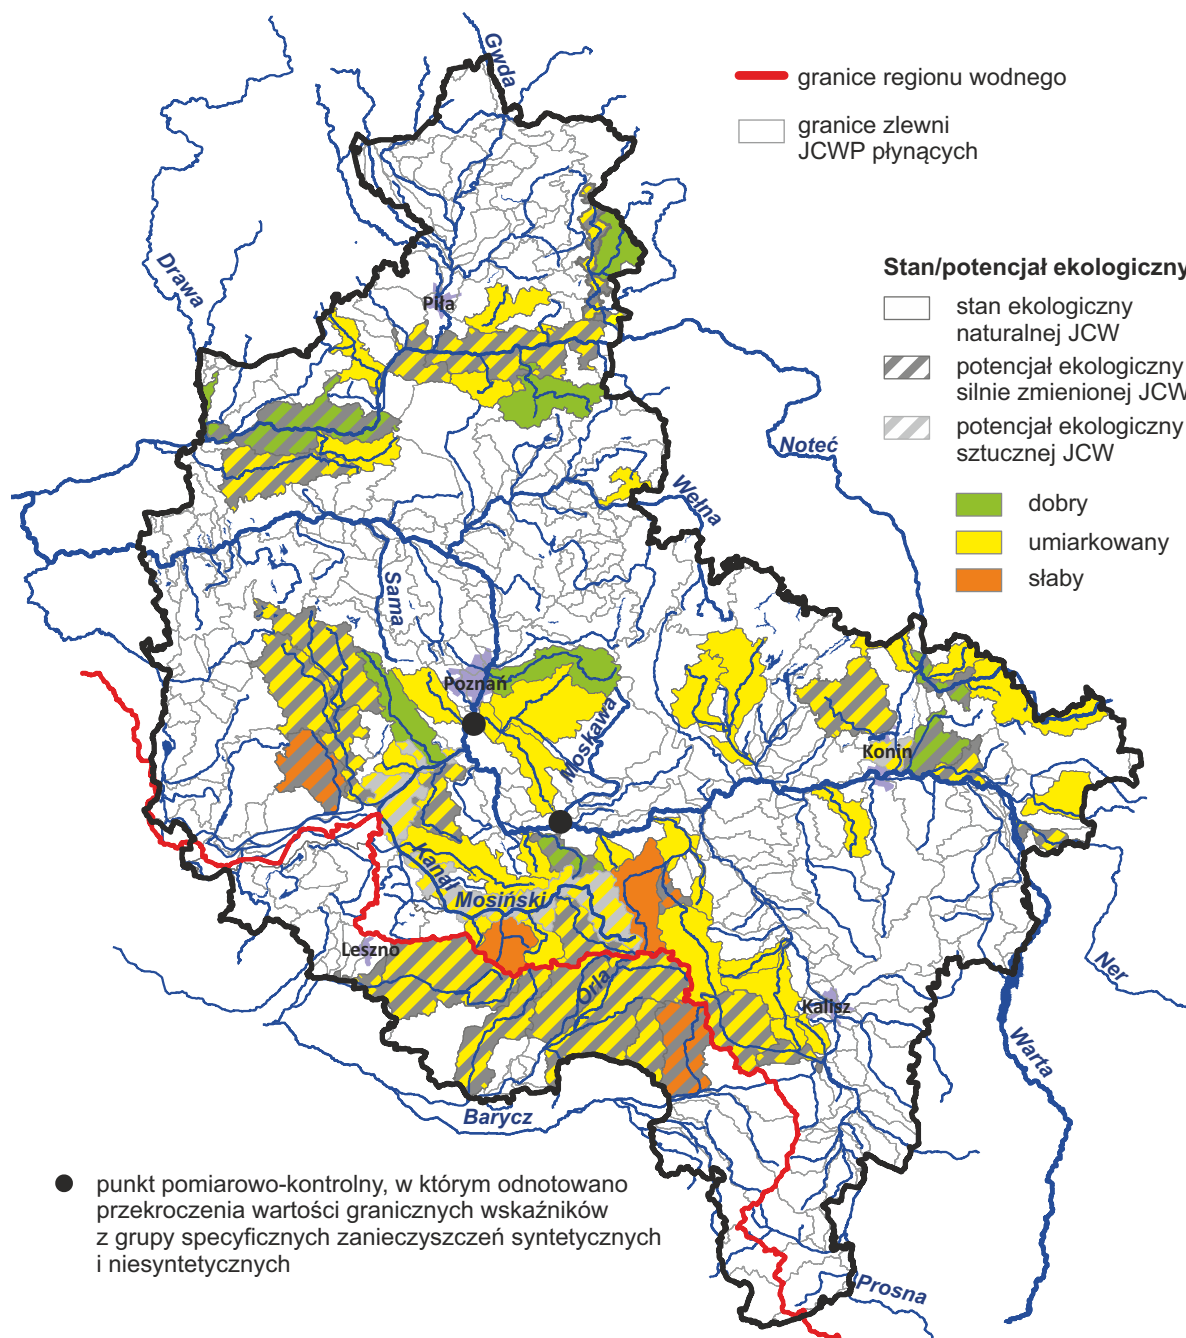 Gwda
granice regionu wodnego
granice zlewni
JCWP płynących
Drawa
Stan/potencjał ekologiczny
Piła
stan ekologiczny
naturalnej JCW
potencjał ekologiczny
silnie zmienionej JCW
potencjał ekologiczny
sztucznej JCW
Noteć
Wełna
dobry
umiarkowany
słaby
Sama
Poznań
Moskawa
Konin
Kanał
Mosiński
Leszno
Orla
Kalisz
Ner
Warta
Barycz
punkt pomiarowo-kontrolny, w którym odnotowano
przekroczenia wartości granicznych wskaźników
z grupy specyficznych zanieczyszczeń syntetycznych
i niesyntetycznych
Prosna